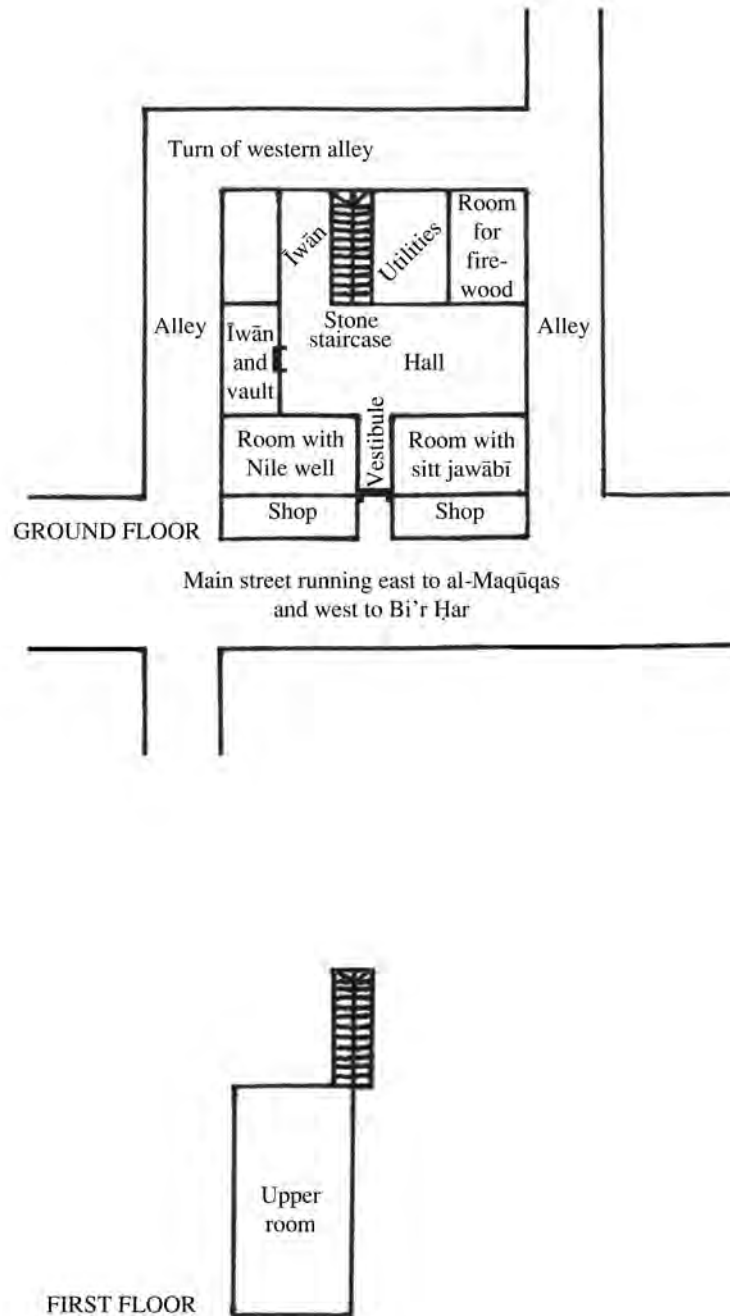 Turn of western alley
Īwān
Utilities
Room
for
fire-
wood
Alley
Īwān
and
vault
Stone
staircase
Hall
Alley
Vestibule
Room with
Nile well
Room with
sitt jawābī
Shop
Shop
GROUND FLOOR
Main street running east to al-Maqūqas
and west to Bi’r Ḥar
Upper
room
FIRST FLOOR